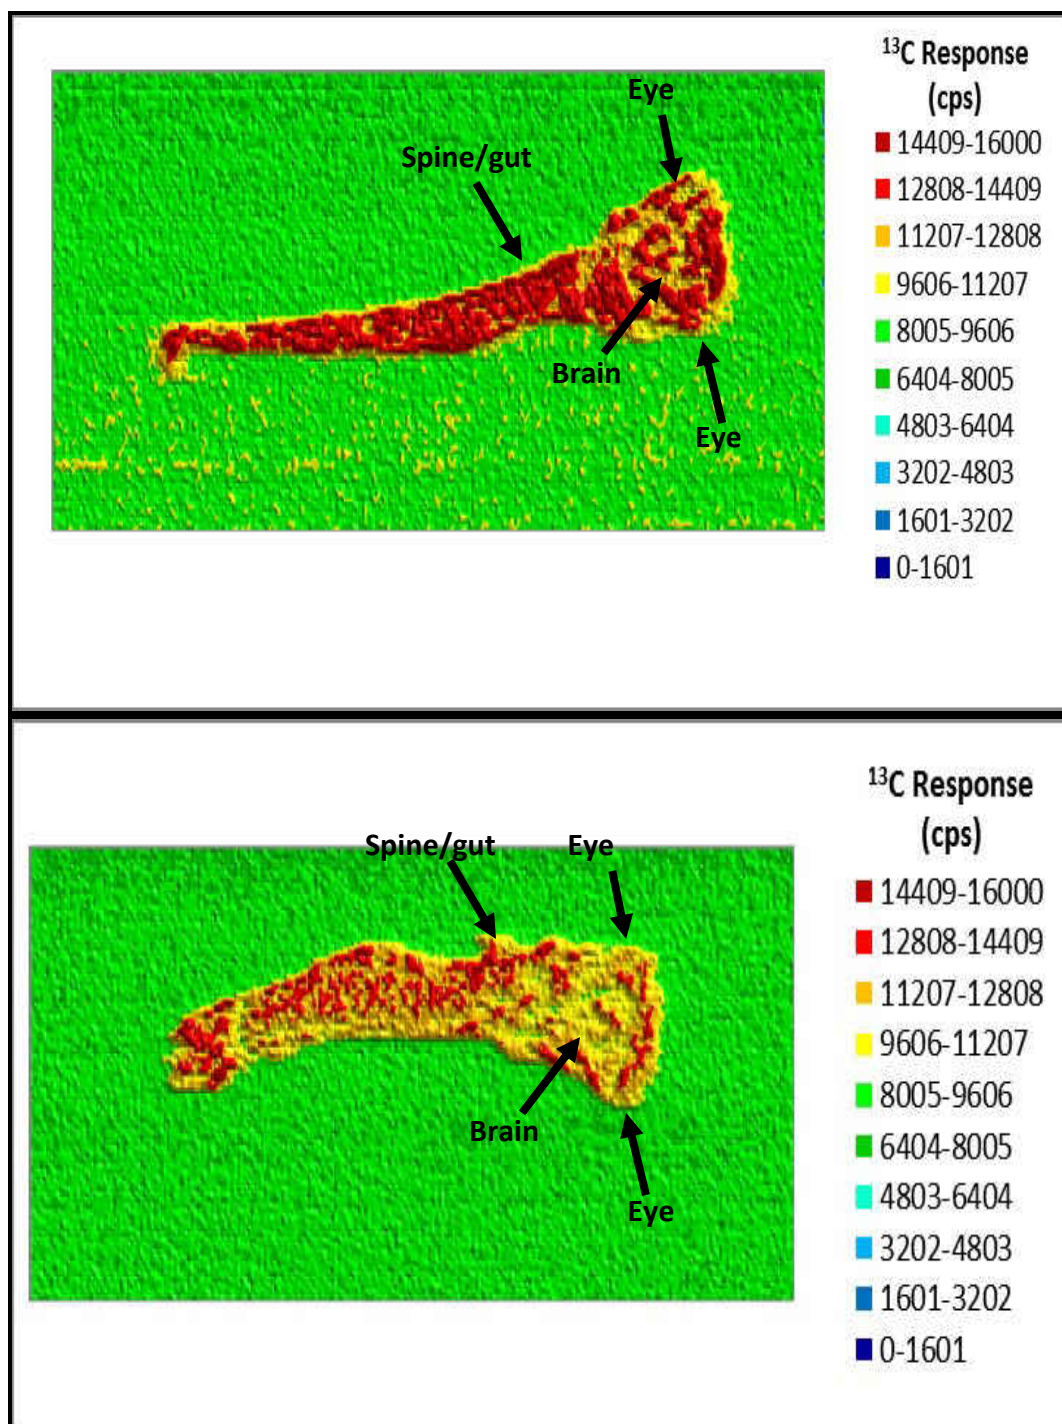 Eye
Spine/gut
Brain
Eye
¹³C Response
(cps)
14409-16000
12808-14409
11207-12808
9606-11207
8005-9606
6404-8005
4803-6404
3202-4803
1601-3202
0-1601
Spine/gut
Eye
Brain
Eye
¹³C Response
(cps)
14409-16000
12808-14409
11207-12808
9606-11207
8005-9606
6404-8005
4803-6404
3202-4803
1601-3202
0-1601